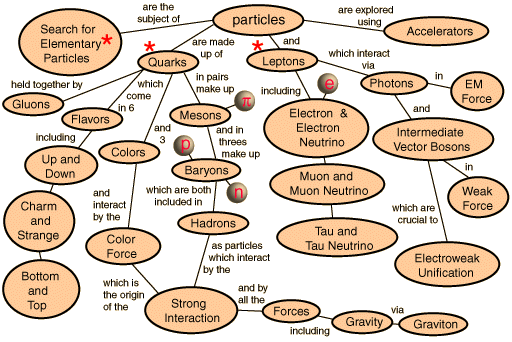 are the subject of
particles
are explored
using
Search for
Elementary
Particles
*
*
Quarks
are made
up of
*
and
Leptons
Accelerators
which interact
via
held together by
Gluons
which
come
in 6
in pairs
make up
Photons
in
EM
Force
Flavors
Mesons
π
including
e
and
including
Up and
Down
Colors
and
3
and in
threes
make up
p
Baryons
n
Electron &
Electron
Neutrino
Intermediate
Vector Bosons
in
Weak
Force
Charm
and
Strange
and
interact
by the
which are both
included in
Hadrons
Muon and
Muon Neutrino
which are
crucial to
Tau and
Tau Neutrino
Color
Force
as particles
which interact
by the
Electroweak
Unification
Bottom
and
Top
which is
the origin
of the
Strong
Interaction
and by
all the
Forces
including
Gravity
via
Graviton